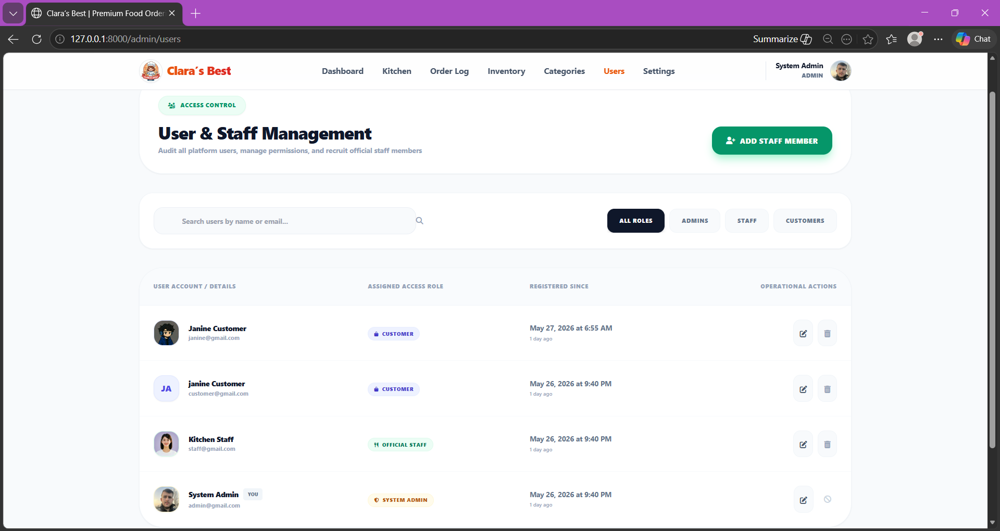 Clara's Best | Premium Food Order
127.0.0.1:8000/admin/users
Summarize
Chat
Clara's Best
Dashboard
Kitchen
Order Log
Inventory
Categories
Users
Settings
System Admin
ADMIN
ACCESS CONTROL
User & Staff Management
Audit all platform users, manage permissions, and recruit official staff members
ADD STAFF MEMBER
Search users by name or email...
ALL ROLES
ADMINS
STAFF
CUSTOMERS
USER ACCOUNT / DETAILS
ASSIGNED ACCESS ROLE
REGISTERED SINCE
OPERATIONAL ACTIONS
Janine Customer
janine@gmail.com
CUSTOMER
May 27, 2026 at 6:55 AM
1 day ago
JA
janine Customer
customer@gmail.com
CUSTOMER
May 26, 2026 at 9:40 PM
1 day ago
Kitchen Staff
staff@gmail.com
OFFICIAL STAFF
May 26, 2026 at 9:40 PM
1 day ago
System Admin
YOU
admin@gmail.com
SYSTEM ADMIN
May 26, 2026 at 9:40 PM
1 day ago